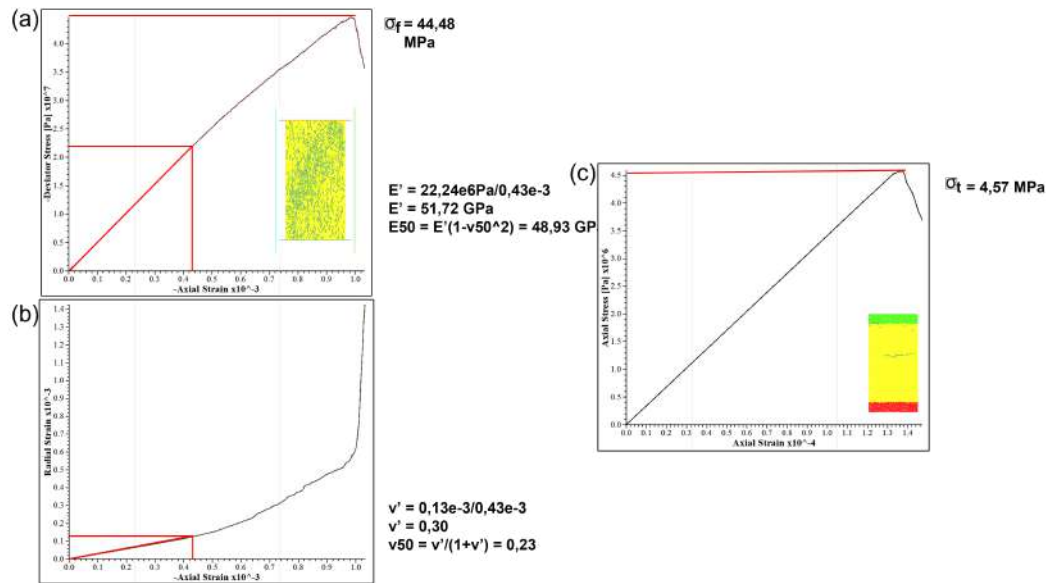 (a)
σf = 44,48
MPa
-Deviator Stress [Pa] x10^7
4.0
3.0
2.0
1.0
0.0
0.0 0.1 0.2 0.3 0.4 0.5 0.6 0.7 0.8 0.9 1.0
-Axial Strain x10^-3
E' = 22,24e6Pa/0,43e-3
E' = 51,72 GPa
E50 = E'(1-v50^2) = 48,93 GP
(b)
Radial Strain x10^-3
1.4
1.3
1.2
1.1
1.0
0.9
0.8
0.7
0.6
0.5
0.4
0.3
0.2
0.1
0.0
0.0 0.1 0.2 0.3 0.4 0.5 0.6 0.7 0.8 0.9 1.0
-Axial Strain x10^-3
v' = 0,13e-3/0,43e-3
v' = 0,30
v50 = v'/(1+v') = 0,23
(c)
σt = 4,57 MPa
Axial Stress [Pa] x10^6
4.5
4.0
3.5
3.0
2.5
2.0
1.5
1.0
0.5
0.0
0.0 0.1 0.2 0.3 0.4 0.5 0.6 0.7 0.8 0.9 1.0 1.1 1.2 1.3 1.4
Axial Strain x10^-4